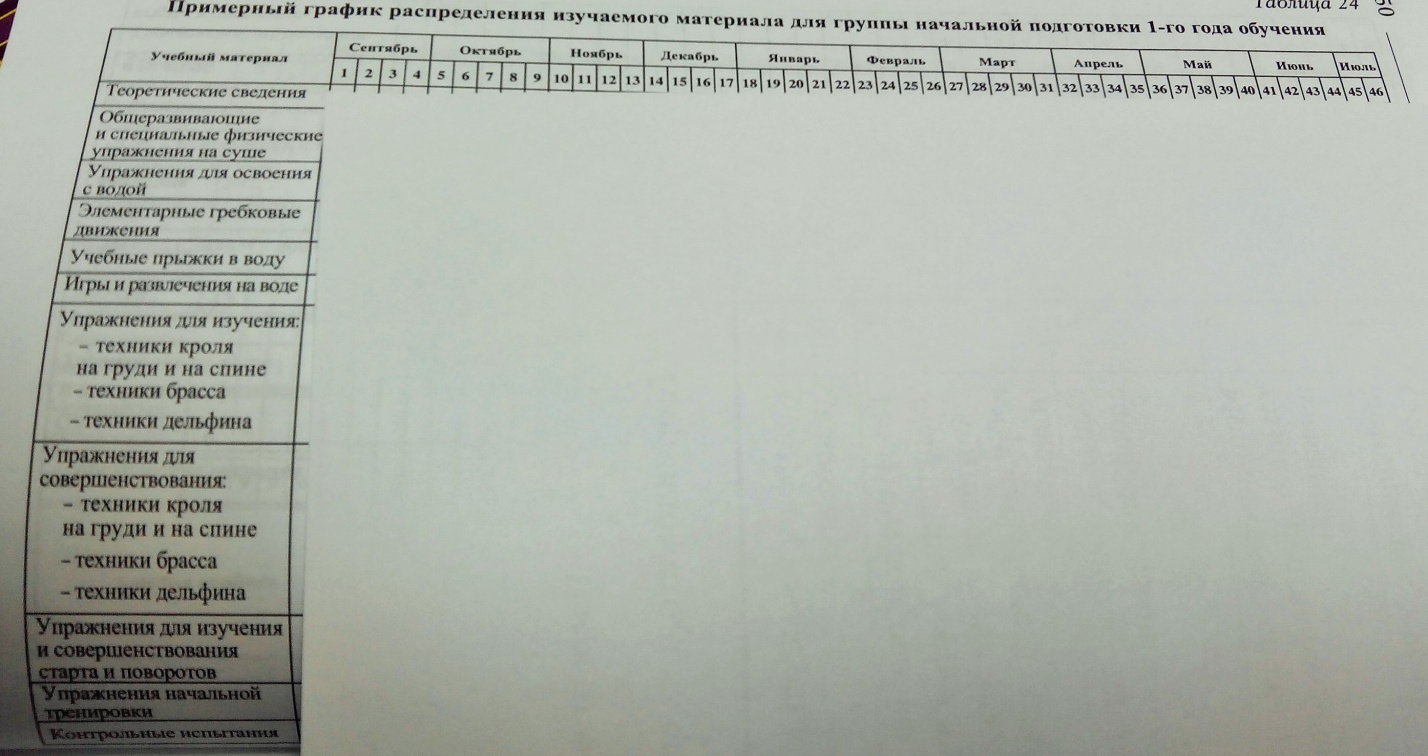 Таблица 24
Примерный график распределения изучаемого материала для группы начальной подготовки 1-го года обучения
Учебный материал
Сентябрь Октябрь Ноябрь Декабрь Январь Февраль Март Апрель Май Июнь Июль
1 2 3 4 5 6 7 8 9 10 11 12 13 14 15 16 17 18 19 20 21 22 23 24 25 26 27 28 29 30 31 32 33 34 35 36 37 38 39 40 41 42 43 44 45 46
Теоретические сведения
Общеразвивающие
и специальные физические
упражнения на суше
Упражнения для освоения
с водой
Элементарные гребковые
движения
Учебные прыжки в воду
Игры и развлечения на воде
Упражнения для изучения:
– техники кроля
на груди и на спине
– техники брасса
– техники дельфина
Упражнения для
совершенствования:
– техники кроля
на груди и на спине
– техники брасса
– техники дельфина
Упражнения для изучения
и совершенствования
старта и поворотов
Упражнения начальной
тренировки
Контрольные испытания